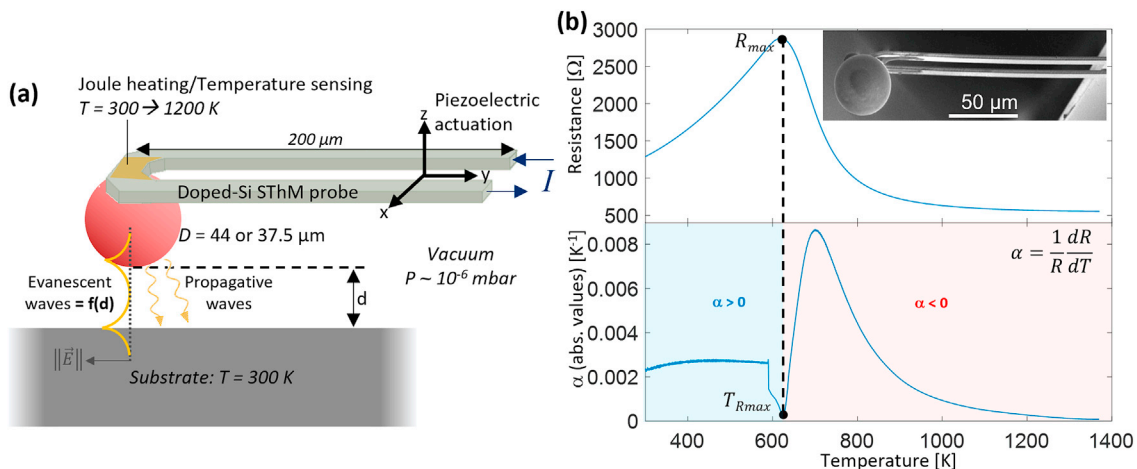 (a)
Joule heating/Temperature sensing
T = 300→ 1200 K
200 μm
z
Piezoelectric
actuation
y
I
Doped-Si SThM probe
x
D = 44 or 37.5 μm
Vacuum
P ~ 10⁻⁶ mbar
Evanescent
waves = f(d)
Propagative
waves
d
‖E⃗‖
Substrate: T = 300 K
(b)
Resistance [Ω]
3000
2500
2000
1500
1000
500
R_max
50 μm
α (abs. values) [K⁻¹]
0.008
0.006
0.004
0.002
0
α > 0
α < 0
α = 1/R dR/dT
T_Rmax
400 600 800 1000 1200 1400
Temperature [K]